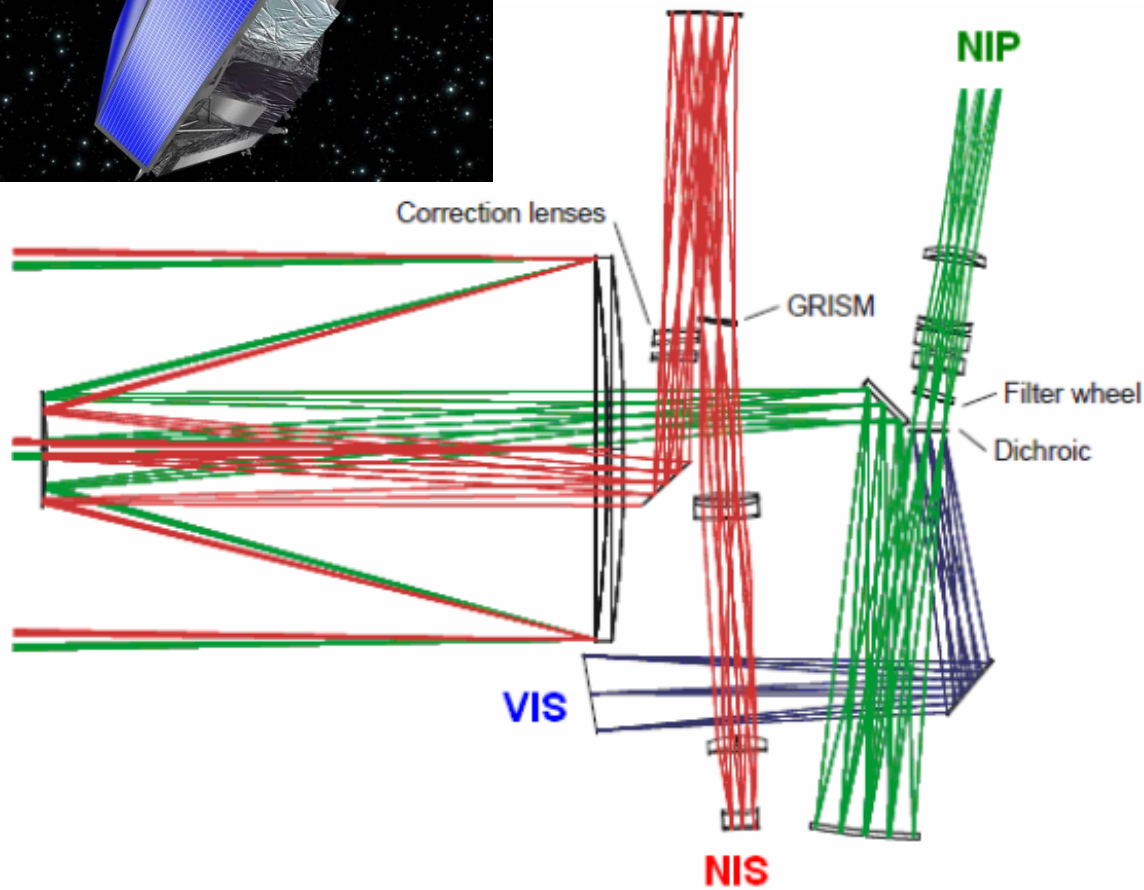 NIP
Correction lenses
GRISM
Filter wheel
Dichroic
VIS
NIS